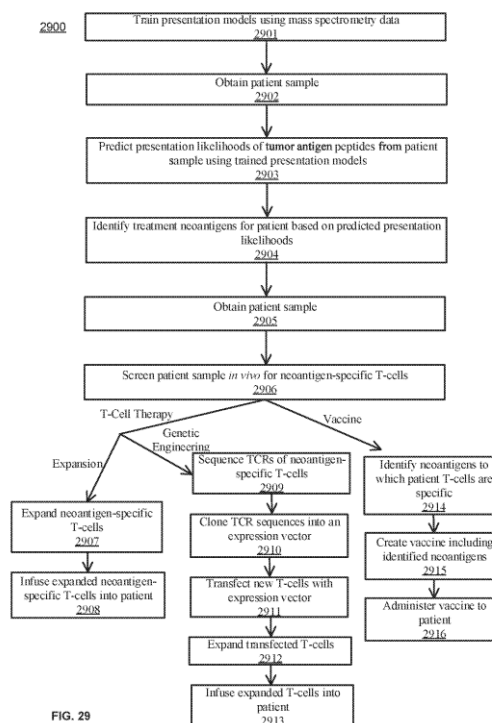 2900
Train presentation models using mass spectrometry data
2901
Obtain patient sample
2902
Predict presentation likelihoods of tumor antigen peptides from patient
sample using trained presentation models
2903
Identify treatment neoantigens for patient based on predicted presentation
likelihoods
2904
Obtain patient sample
2905
Screen patient sample in vivo for neoantigen-specific T-cells
2906
T-Cell Therapy
Vaccine
Genetic
Engineering
Expansion
Expand neoantigen-specific
T-cells
2907
Infuse expanded neoantigen-
specific T-cells into patient
2908
Sequence TCRs of neoantigen-
specific T-cells
2909
Clone TCR sequences into an
expression vector
2910
Transfect new T-cells with
expression vector
2911
Expand transfected T-cells
2912
Infuse expanded T-cells into
patient
2913
Identify neoantigens to
which patient T-cells are
specific
2914
Create vaccine including
identified neoantigens
2915
Administer vaccine to
patient
2916
FIG. 29